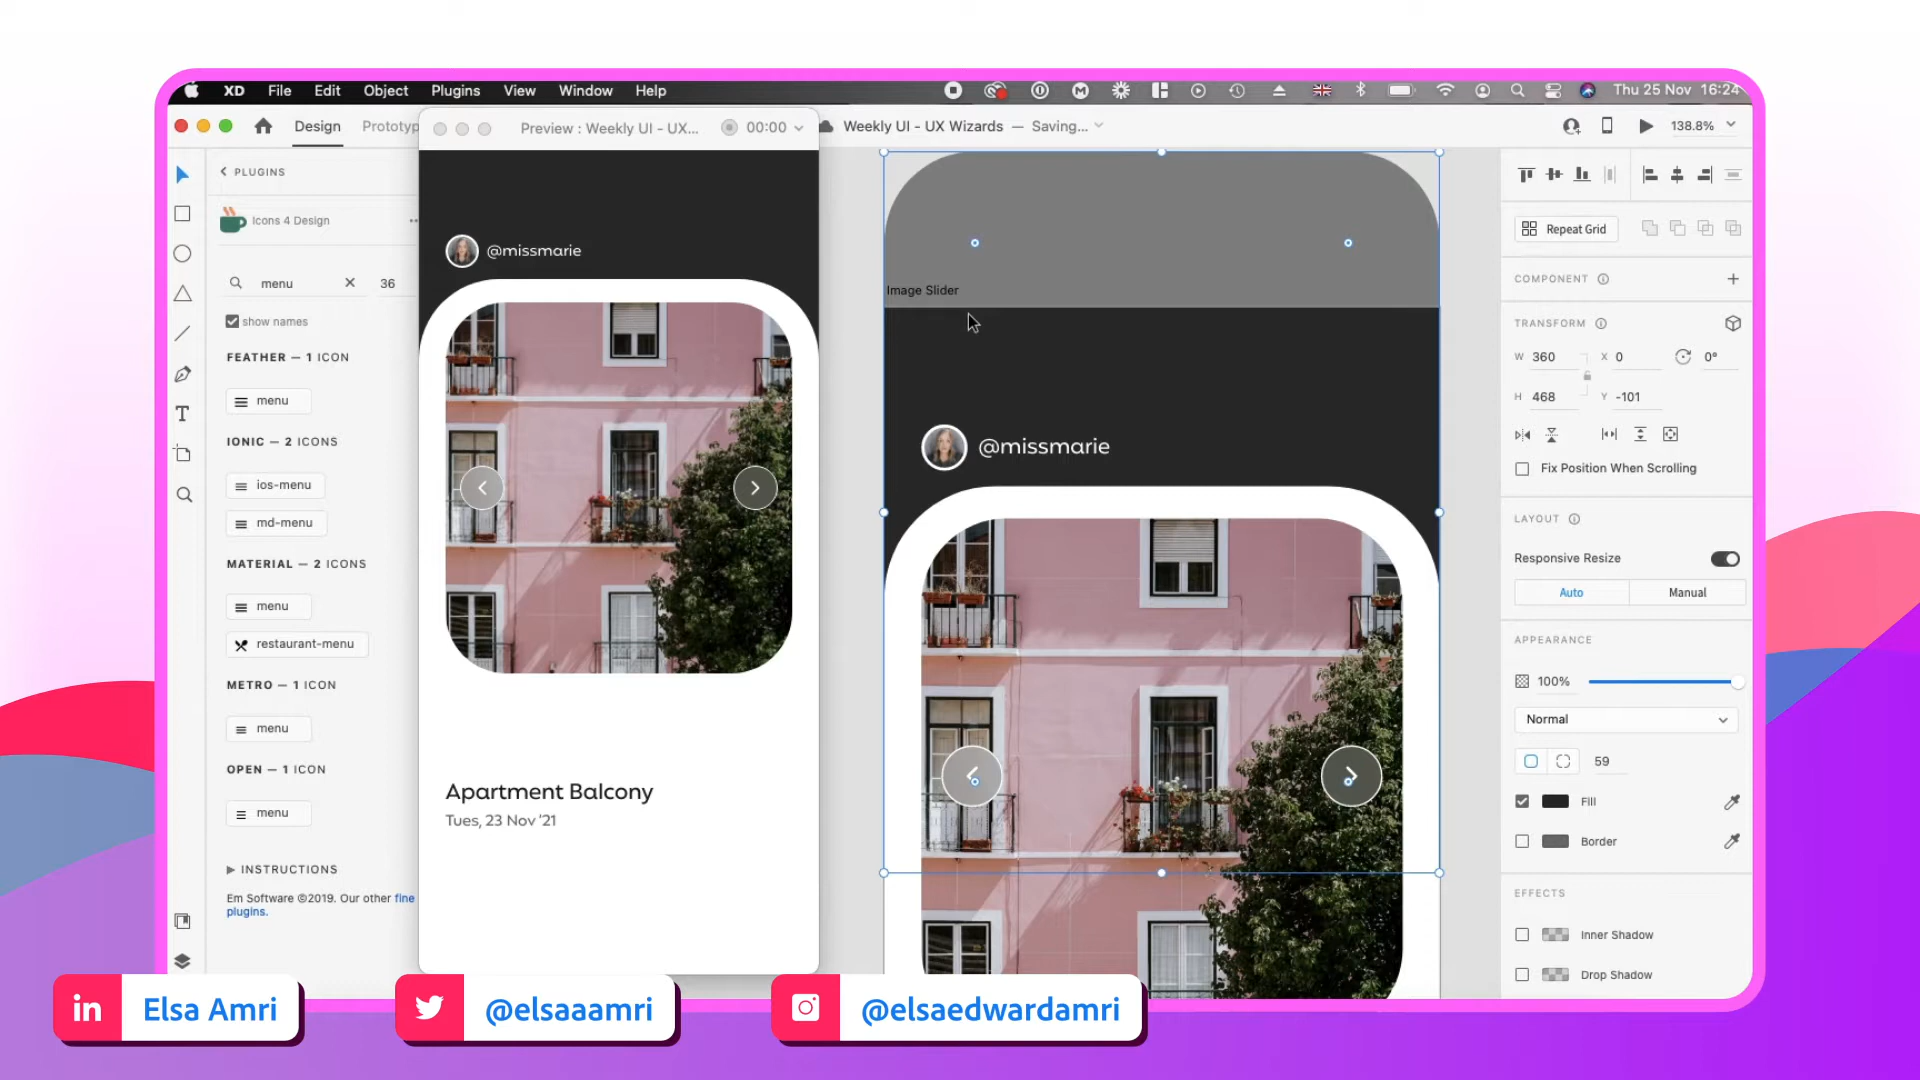 XD File Edit Object Plugins View Window Help
Thu 25 Nov 16:24
Design Prototyp
Preview : Weekly UI - UX... 00:00
Weekly UI - UX Wizards — Saving...
138.8%
PLUGINS
Icons 4 Design
menu 36
show names
FEATHER — 1 ICON
menu
IONIC — 2 ICONS
ios-menu
md-menu
MATERIAL — 2 ICONS
menu
restaurant-menu
METRO — 1 ICON
menu
OPEN — 1 ICON
menu
INSTRUCTIONS
Em Software ©2019. Our other fine
plugins.
@missmarie
Apartment Balcony
Tues, 23 Nov '21
Image Slider
@missmarie
Repeat Grid
COMPONENT
TRANSFORM
W 360 X 0 0°
H 468 Y -101
Fix Position When Scrolling
LAYOUT
Responsive Resize
Auto Manual
APPEARANCE
100%
Normal
59
Fill
Border
EFFECTS
Inner Shadow
Drop Shadow
in Elsa Amri
@elsaaamri
@elsaedwardamri